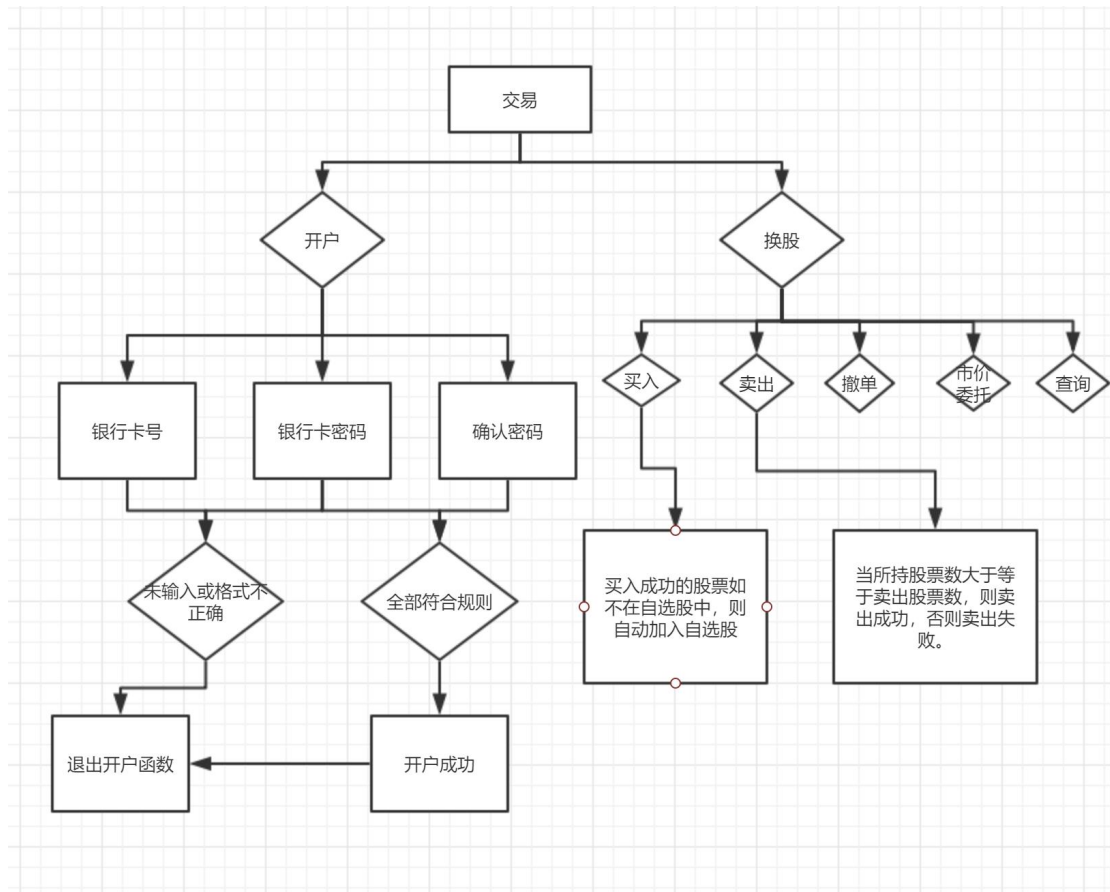 交易
开户
换股
买入
卖出
撤单
市价
委托
查询
银行卡号
银行卡密码
确认密码
未输入或格式不
正确
全部符合规则
买入成功的股票如
不在自选股中，则
自动加入自选股
当所持股票数大于等
于卖出股票数，则卖
出成功，否则卖出失
败。
退出开户函数
开户成功